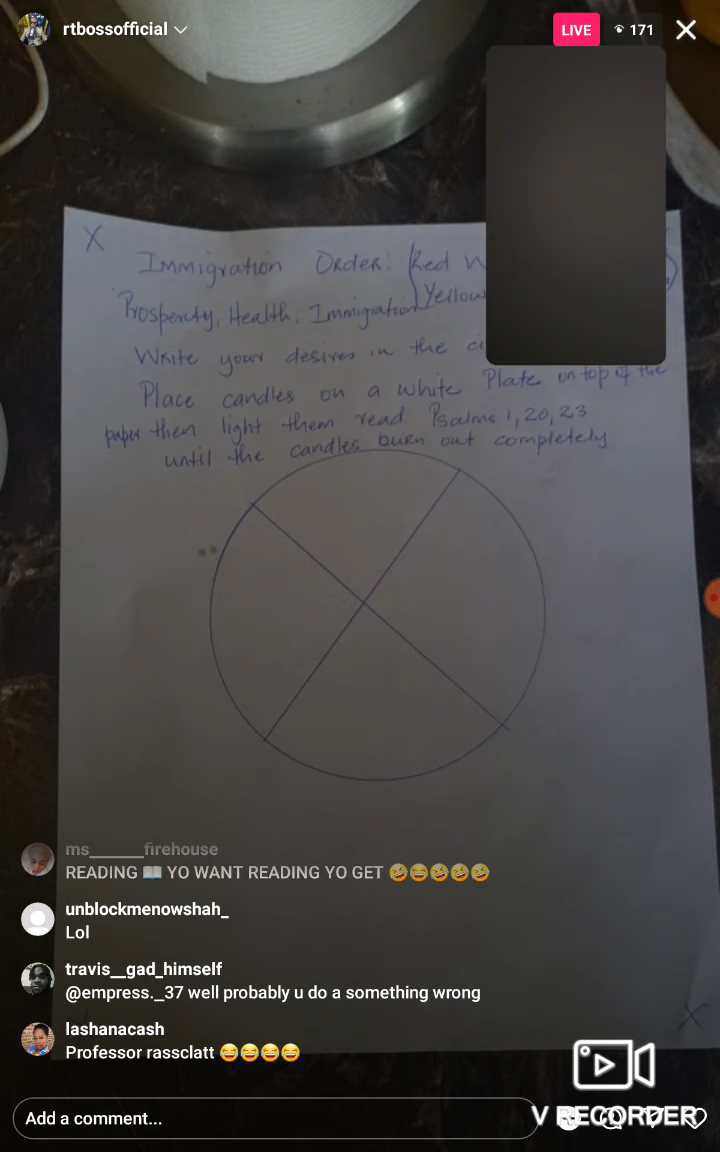 rtbossofficial
LIVE
171
X
Immigration Order: (Red
Prosperity, Health, Immigration Yellow
Write your desires in the
Place candles on a white Plate on top of the
paper then light them read Psalms 1, 20, 23
until the candles burn out completely
ms______firehouse
READING 📖 YO WANT READING YO GET 🤣😂🤣🤣🤣
unblockmenowshah_
Lol
travis__gad_himself
@empress._37 well probably u do a something wrong
X
lashanacash
Professor rassclatt 😂😂😂😂
Add a comment...
V RECORDER